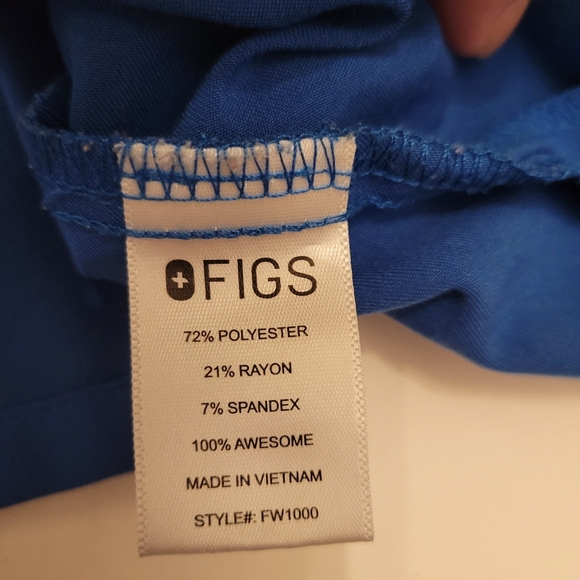 FIGS
72% POLYESTER
21% RAYON
7% SPANDEX
100% AWESOME
MADE IN VIETNAM
STYLE#: FW1000